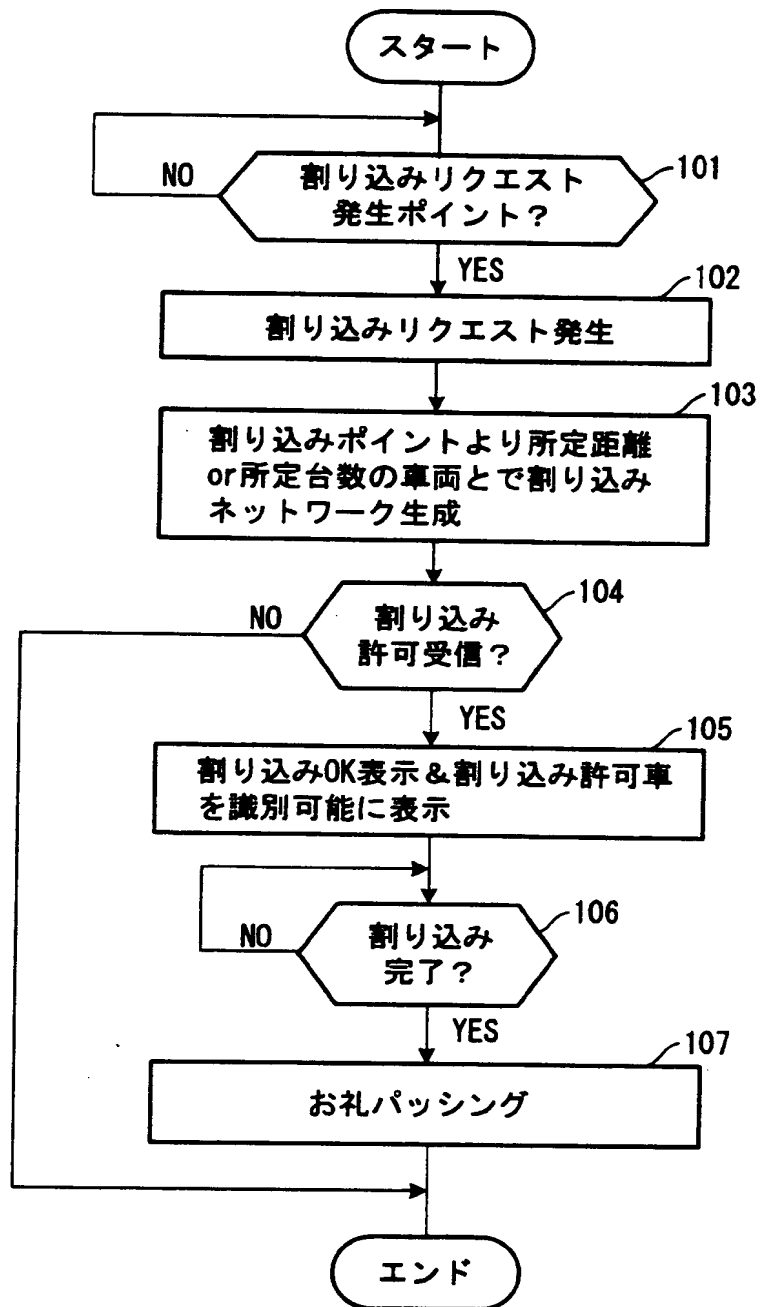 スタート
割り込みリクエスト
発生ポイント?
101
NO
YES
102
割り込みリクエスト発生
103
割り込みポイントより所定距離
or所定台数の車両とで割り込み
ネットワーク生成
104
割り込み
許可受信?
NO
YES
105
割り込みOK表示&割り込み許可車
を識別可能に表示
106
割り込み
完了?
NO
YES
107
お礼パッシング
エンド